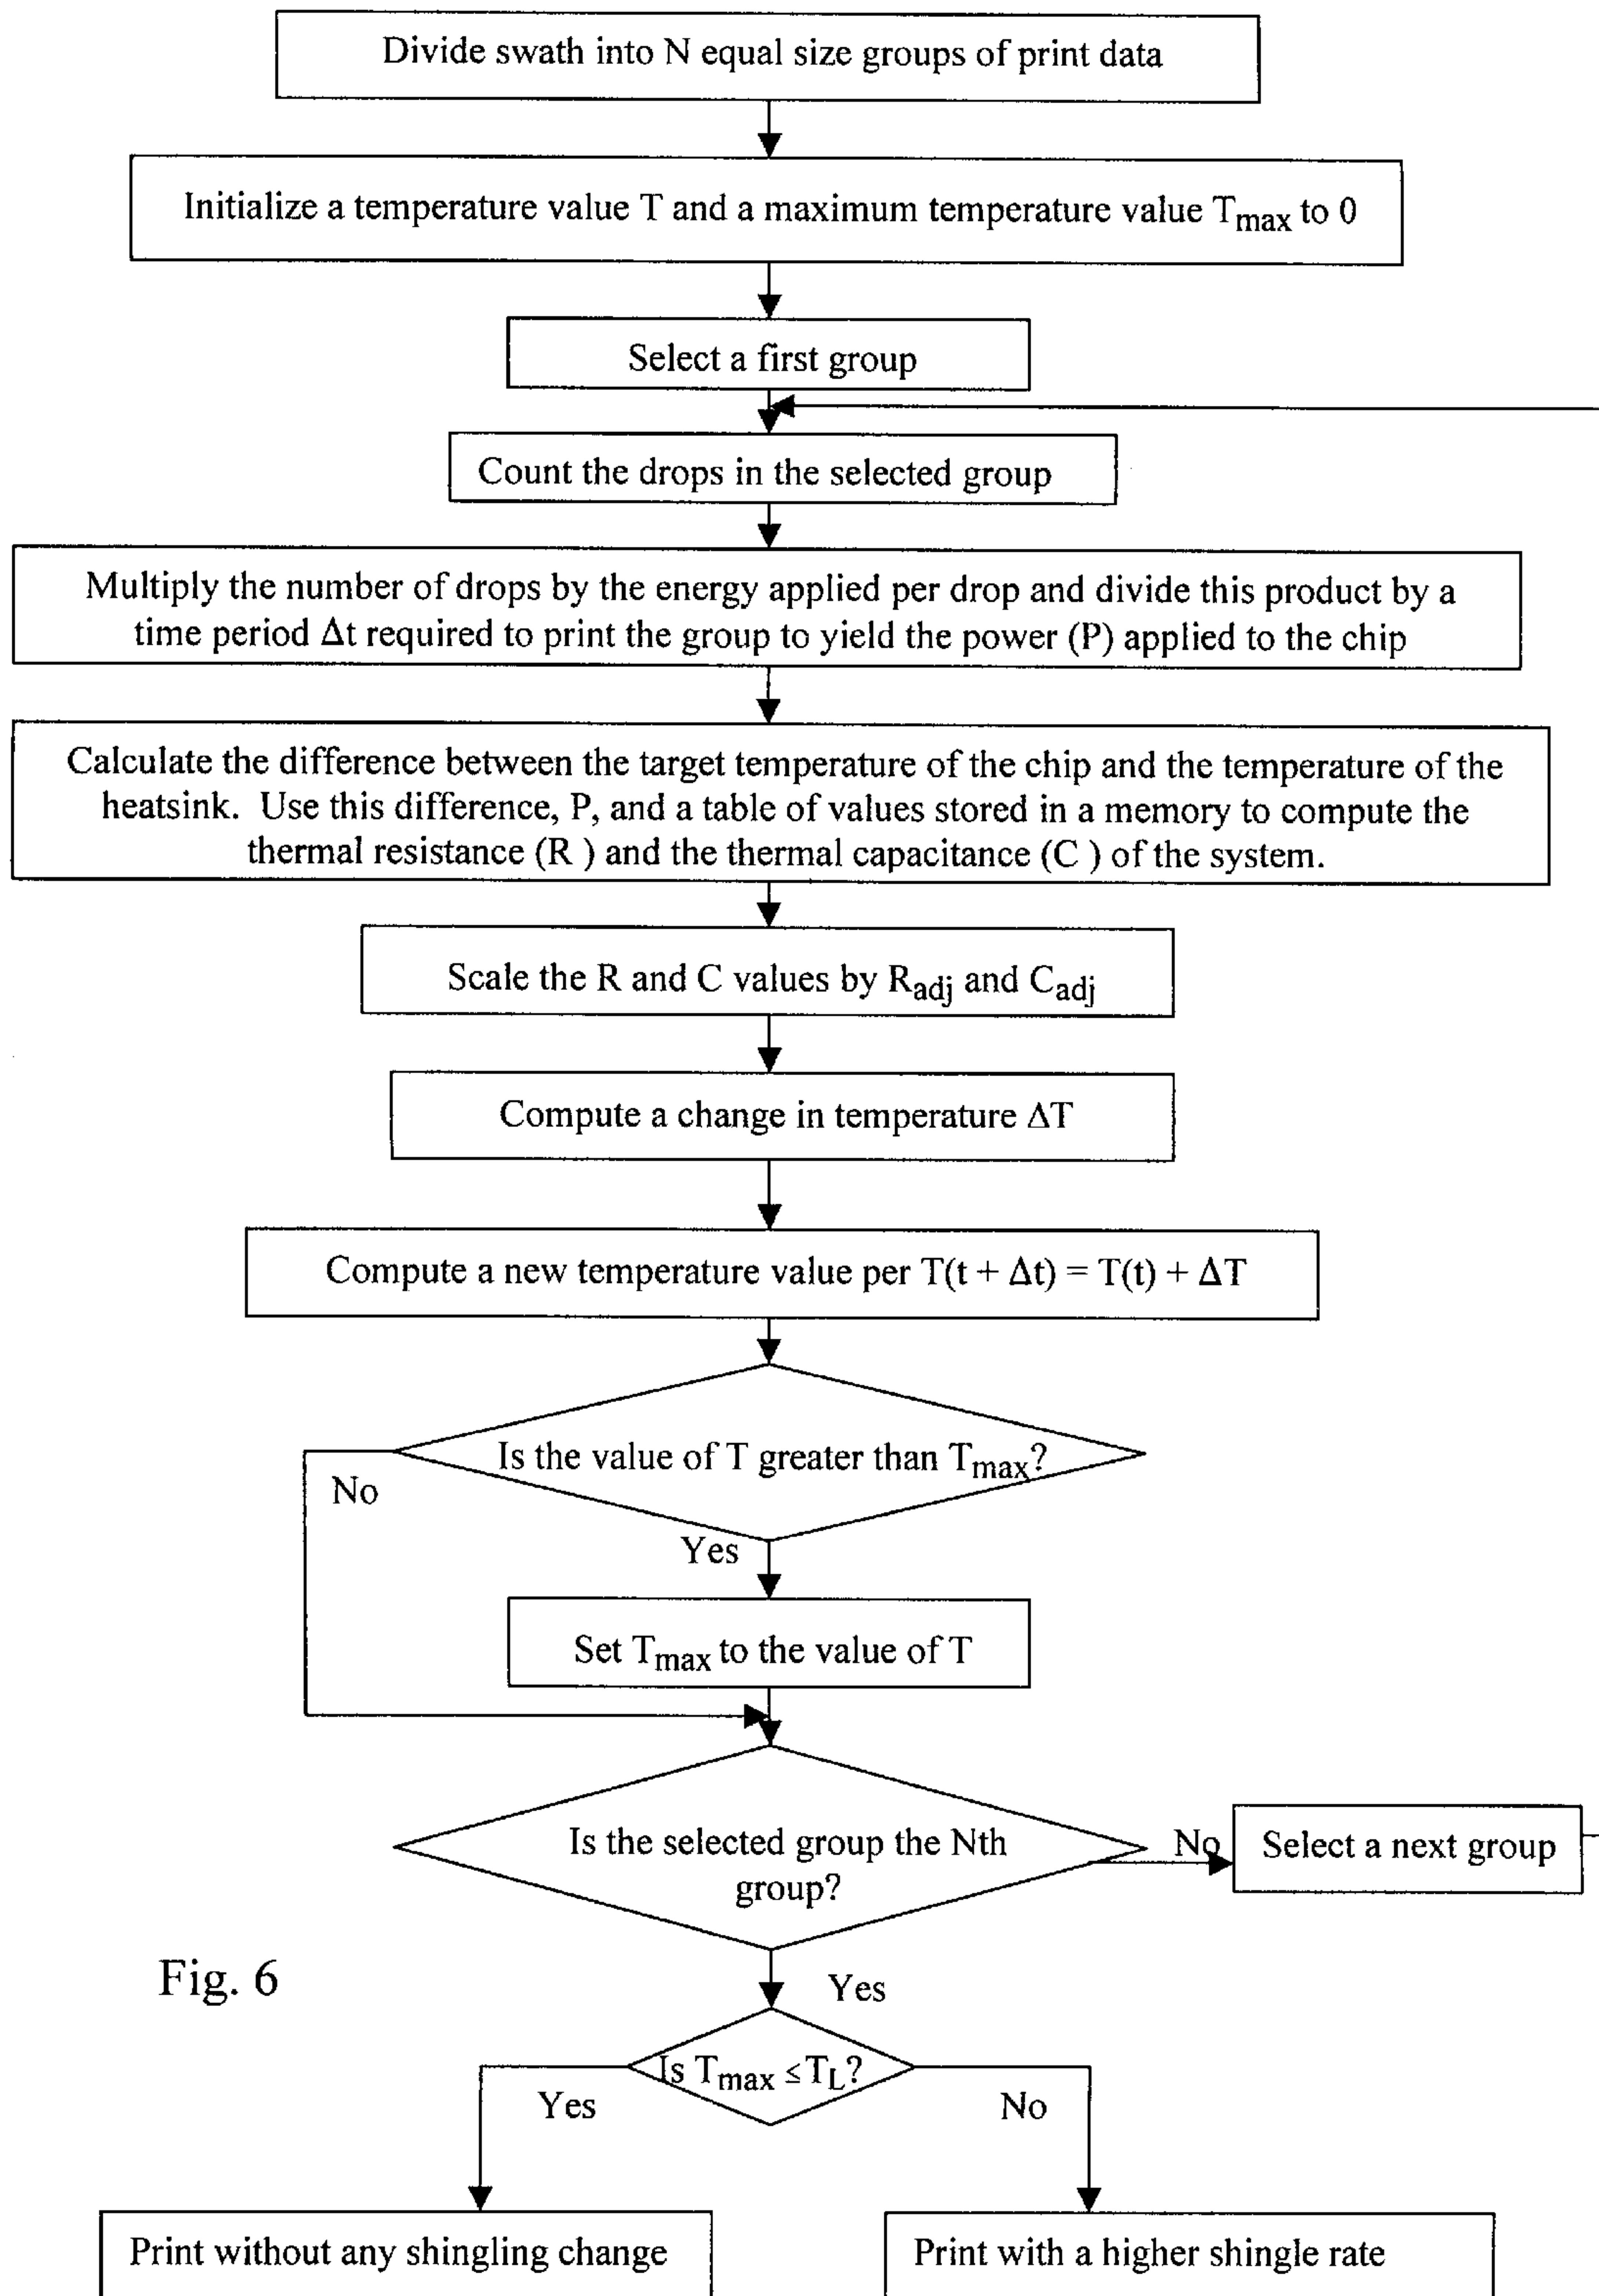 Divide swath into N equal size groups of print data
Initialize a temperature value T and a maximum temperature value Tmax to 0
Select a first group
Count the drops in the selected group
Multiply the number of drops by the energy applied per drop and divide this product by a
time period Δt required to print the group to yield the power (P) applied to the chip
Calculate the difference between the target temperature of the chip and the temperature of the
heatsink. Use this difference, P, and a table of values stored in a memory to compute the
thermal resistance (R ) and the thermal capacitance (C ) of the system.
Scale the R and C values by Radj and Cadj
Compute a change in temperature ΔT
Compute a new temperature value per T(t + Δt) = T(t) + ΔT
Is the value of T greater than Tmax?
No
Yes
Set Tmax to the value of T
Is the selected group the Nth
group?
No
Select a next group
Fig. 6
Yes
Is Tmax ≤TL?
Yes
No
Print without any shingling change
Print with a higher shingle rate